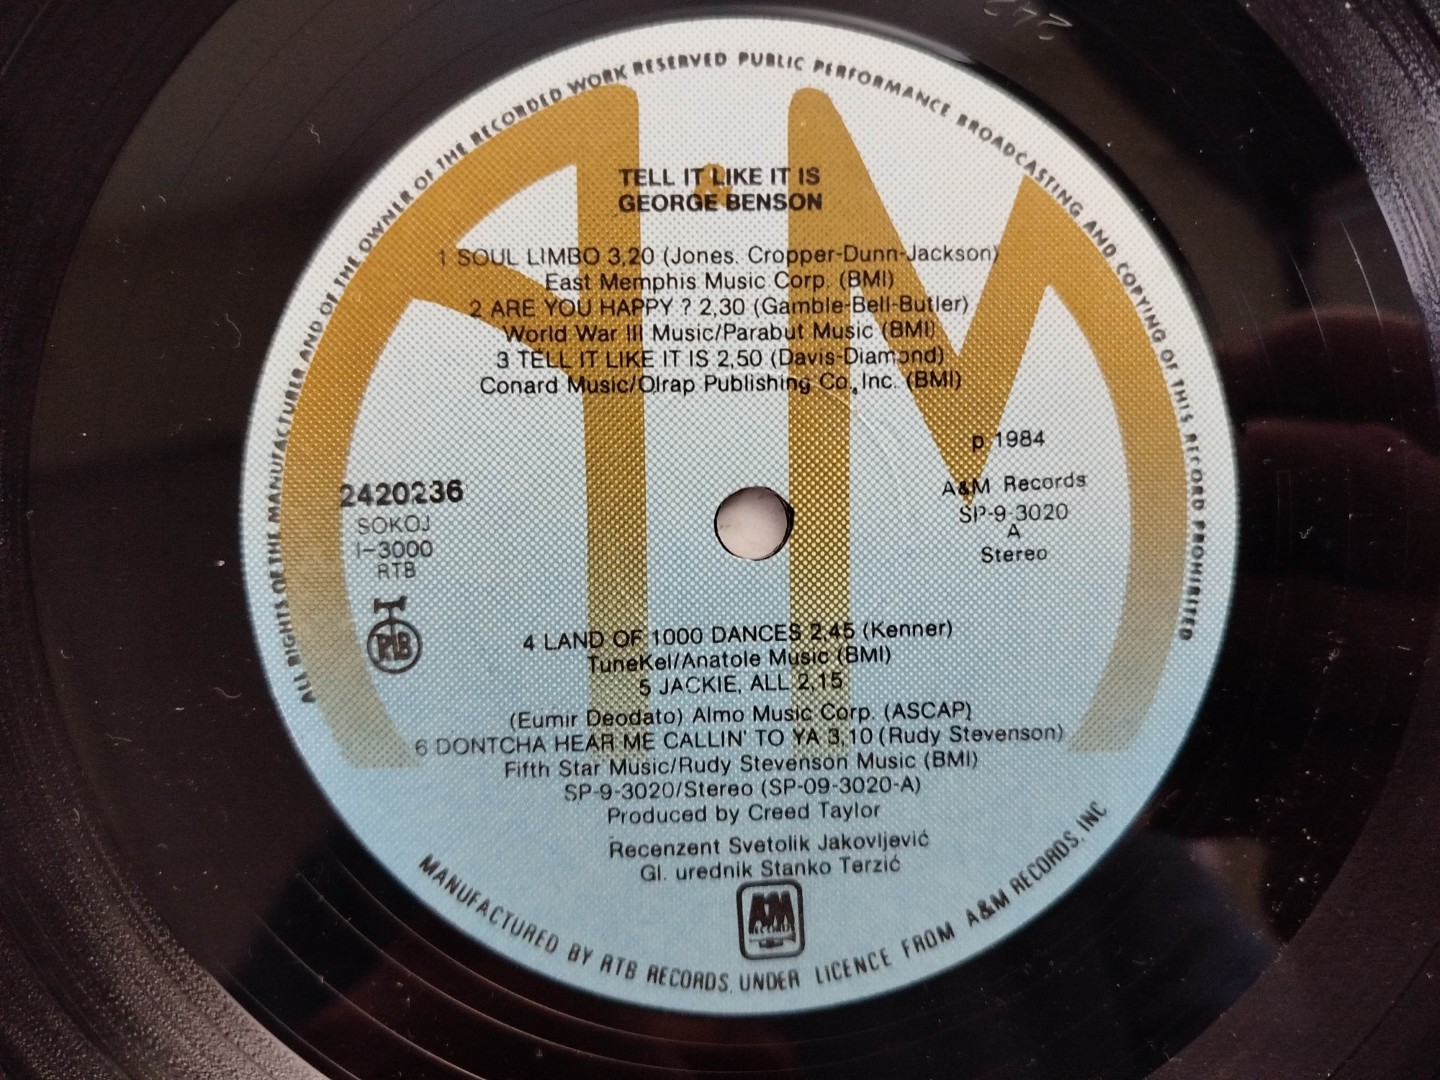 ALL RIGHTS OF THE MANUFACTURER AND OF THE OWNER OF THE RECORDED WORK RESERVED PUBLIC PERFORMANCE BROADCASTING AND COPYING OF THIS RECORD PROHIBITED
TELL IT LIKE IT IS
GEORGE BENSON
1 SOUL LIMBO 3,20 (Jones. Cropper-Dunn-Jackson)
East Memphis Music Corp. (BMI)
2 ARE YOU HAPPY ? 2,30 (Gamble-Bell-Butler)
World War III Music/Parabut Music (BMI)
3 TELL IT LIKE IT IS 2,50 (Davis-Diamond)
Conard Music/Olrap Publishing Co., Inc. (BMI)
2420236
SOKOJ
I-3000
RTB
RTB
p 1984
A&M Records
SP-9-3020
A
Stereo
4 LAND OF 1000 DANCES 2,45 (Kenner)
TuneKel/Anatole Music (BMI)
5 JACKIE, ALL 2,15
(Eumir Deodato) Almo Music Corp. (ASCAP)
6 DONTCHA HEAR ME CALLIN' TO YA 3,10 (Rudy Stevenson)
Fifth Star Music/Rudy Stevenson Music (BMI)
SP-9-3020/Stereo (SP-09-3020-A)
Produced by Creed Taylor
Recenzent Svetolik Jakovljević
Gl. urednik Stanko Terzić
A&M
RECORDS
MANUFACTURED BY RTB RECORDS, UNDER LICENCE FROM A&M RECORDS, INC